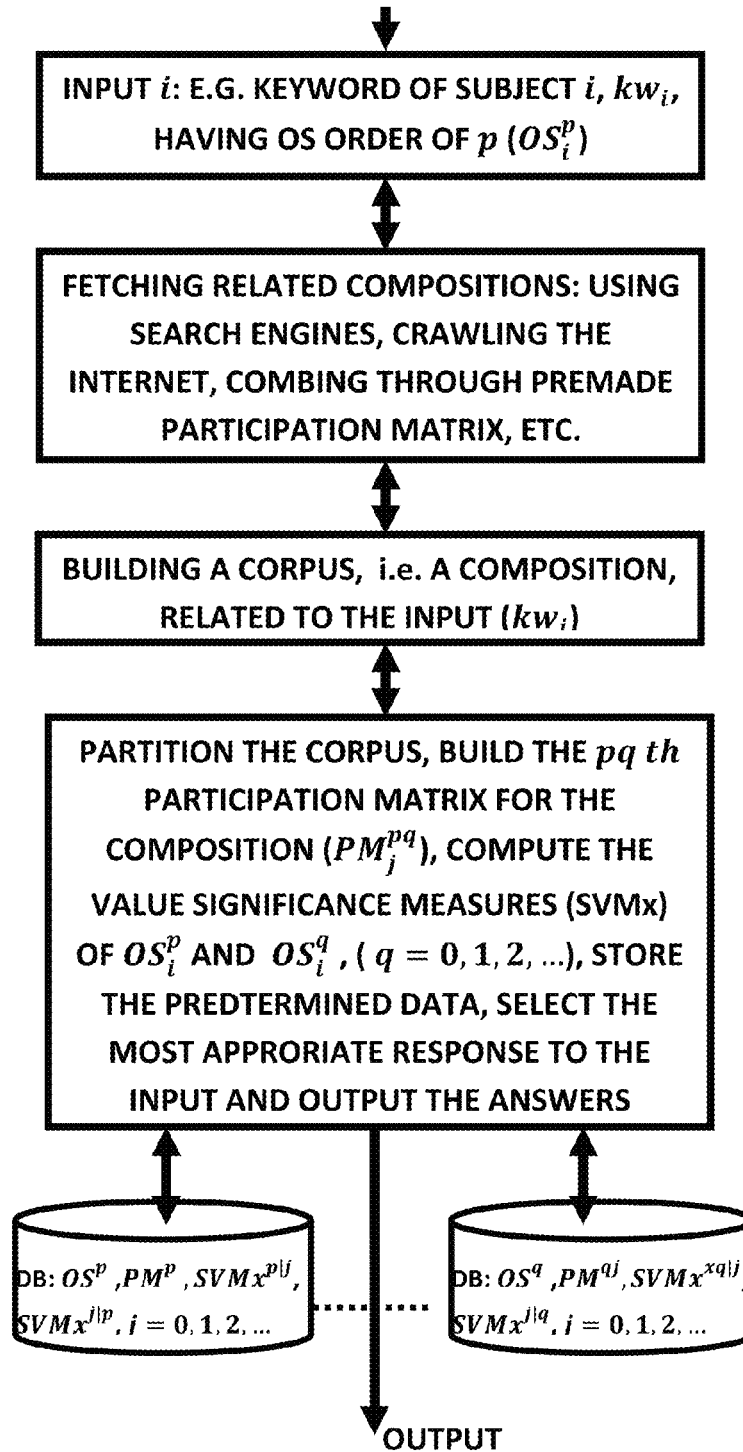 INPUT i: E.G. KEYWORD OF SUBJECT i, kw_i,
HAVING OS ORDER OF p (OS_i^p)
FETCHING RELATED COMPOSITIONS: USING
SEARCH ENGINES, CRAWLING THE
INTERNET, COMBING THROUGH PREMADE
PARTICIPATION MATRIX, ETC.
BUILDING A CORPUS, i.e. A COMPOSITION,
RELATED TO THE INPUT (kw_i)
PARTITION THE CORPUS, BUILD THE pq th
PARTICIPATION MATRIX FOR THE
COMPOSITION (PM_j^{pq}), COMPUTE THE
VALUE SIGNIFICANCE MEASURES (SVMx)
OF OS_i^p AND OS_i^q, ( q = 0, 1, 2, ...), STORE
THE PREDTERMINED DATA, SELECT THE
MOST APPRORIATE RESPONSE TO THE
INPUT AND OUTPUT THE ANSWERS
DB: OS^p ,PM^p , SVMx^{p|j},
SVMx^{j|p}, j = 0, 1, 2, ...
DB: OS^q ,PM^{qj}, SVMx^{xq|j},
SVMx^{j|q}, j = 0, 1, 2, ...
OUTPUT